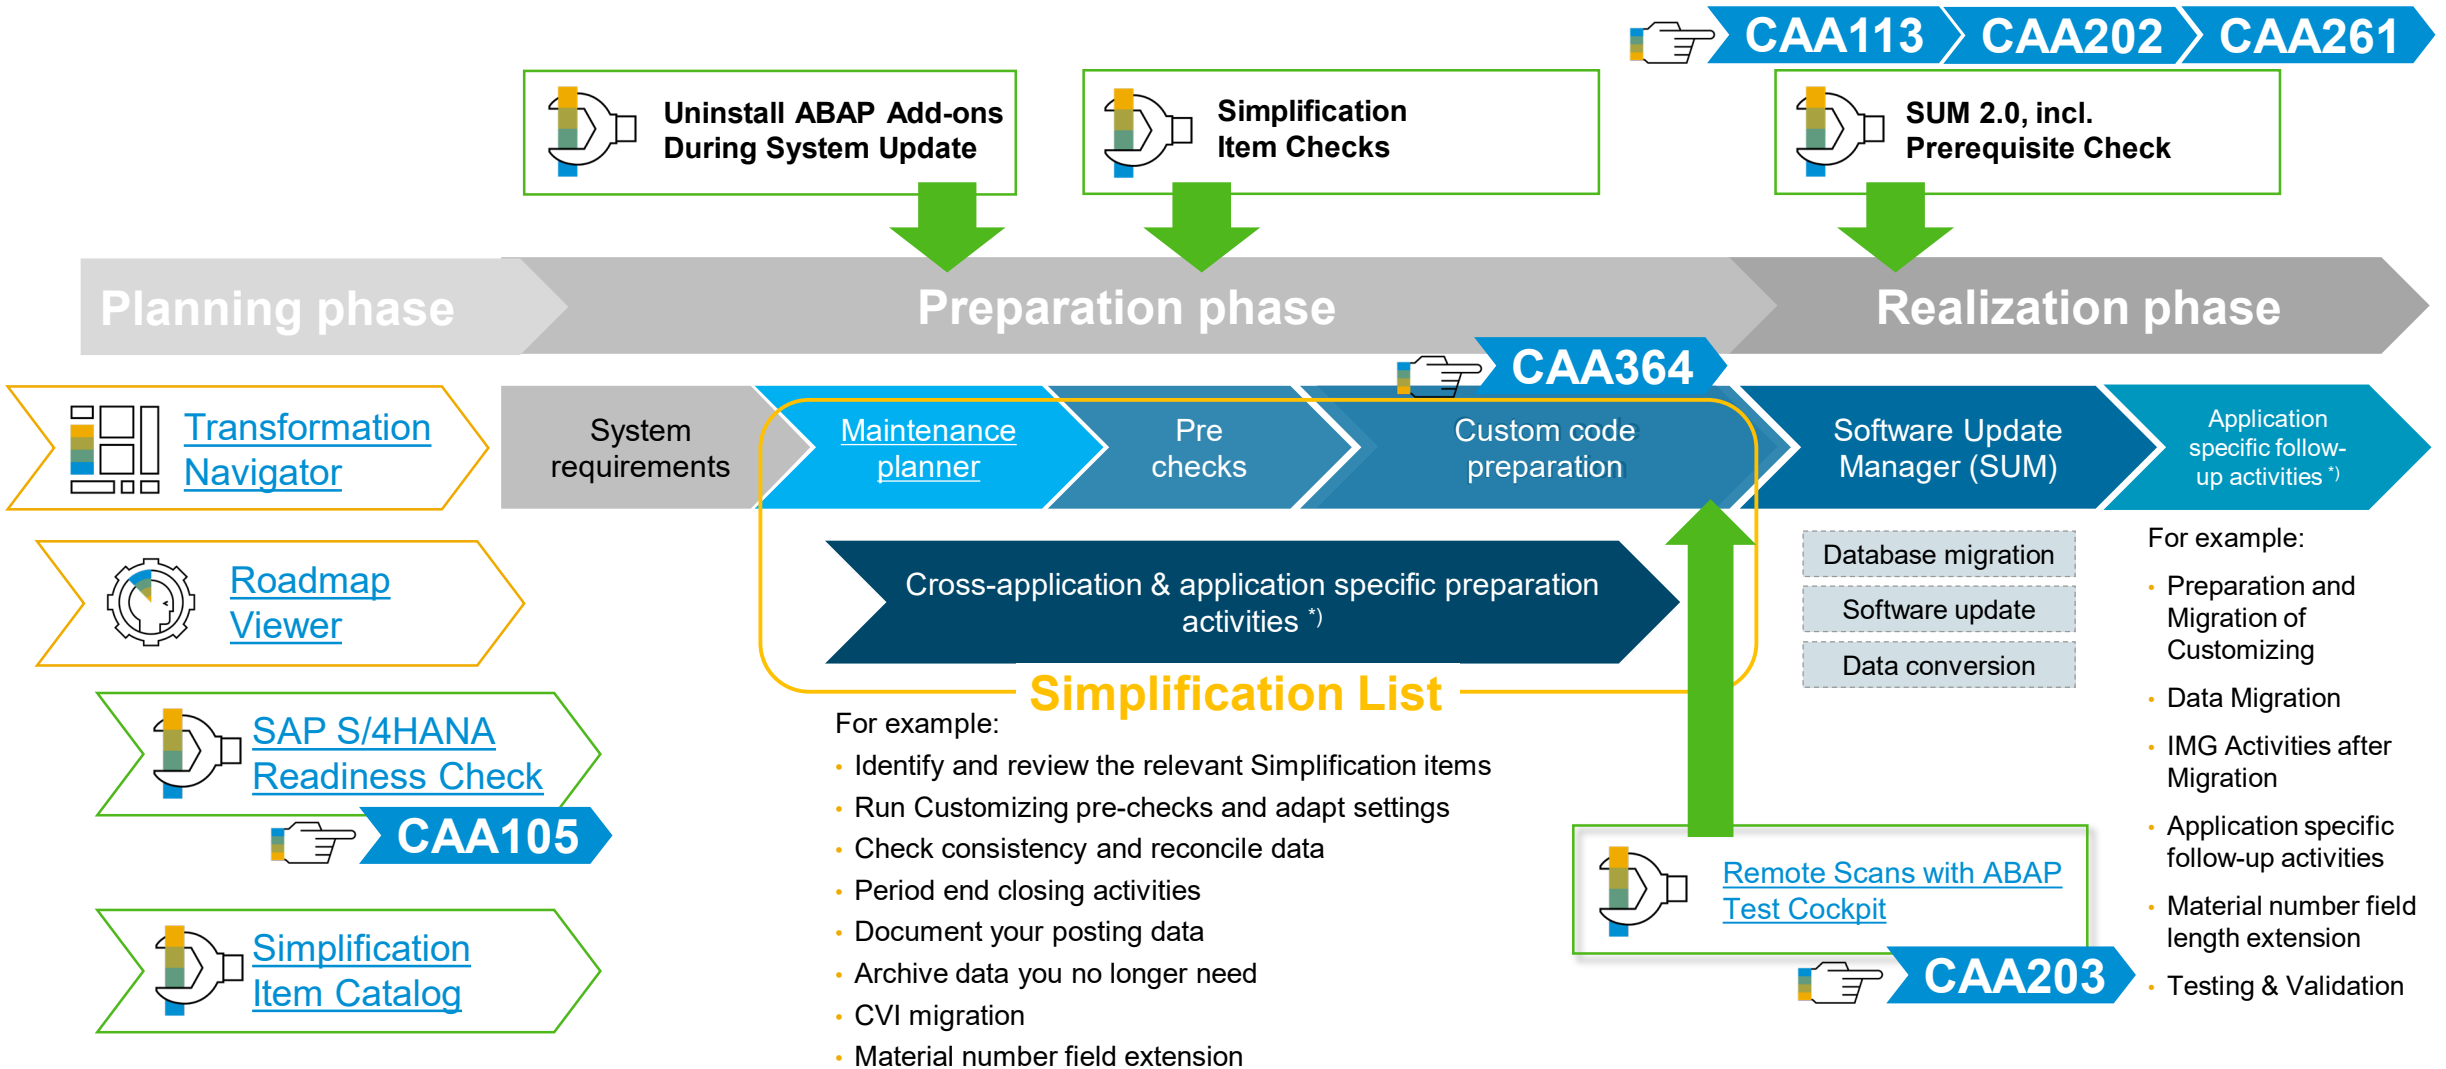 CAA113
CAA202
CAA261
Uninstall ABAP Add-ons
During System Update
Simplification
Item Checks
SUM 2.0, incl.
Prerequisite Check
Planning phase
Preparation phase
Realization phase
CAA364
Transformation
Navigator
System
requirements
Maintenance
planner
Pre
checks
Custom code
preparation
Software Update
Manager (SUM)
Application
specific follow-
up activities *)
Roadmap
Viewer
Cross-application & application specific preparation
activities *)
Simplification List
Database migration
Software update
Data conversion
SAP S/4HANA
Readiness Check
CAA105
Simplification
Item Catalog
For example:
• Identify and review the relevant Simplification items
• Run Customizing pre-checks and adapt settings
• Check consistency and reconcile data
• Period end closing activities
• Document your posting data
• Archive data you no longer need
• CVI migration
• Material number field extension
Remote Scans with ABAP
Test Cockpit
CAA203
For example:
• Preparation and
Migration of
Customizing
• Data Migration
• IMG Activities after
Migration
• Application specific
follow-up activities
• Material number field
length extension
• Testing & Validation